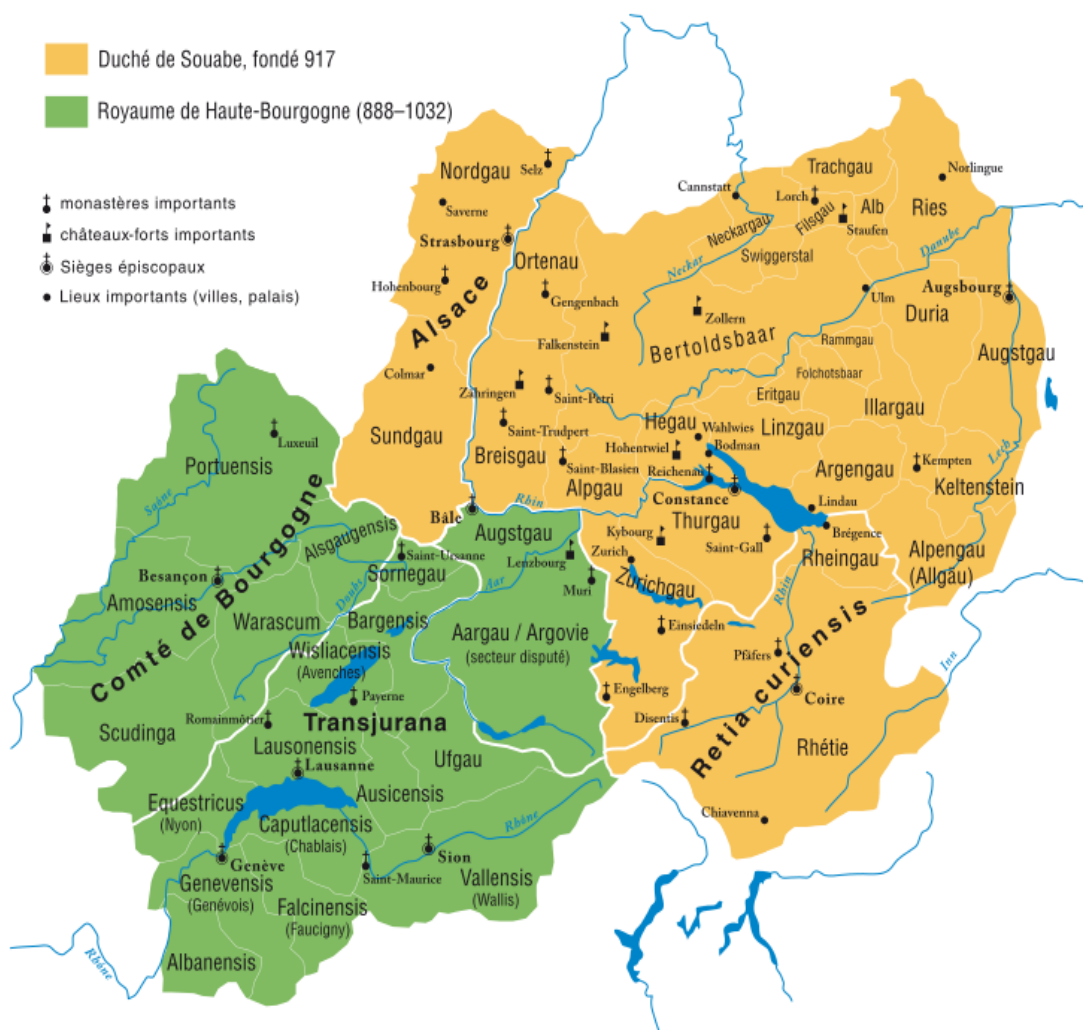 Duché de Souabe, fondé 917
Royaume de Haute-Bourgogne (888–1032)
monastères importants
châteaux-forts importants
Sièges épiscopaux
Lieux importants (villes, palais)
Nordgau
Selz
Saverne
Strasbourg
Hohenbourg
Alsace
Colmar
Sundgau
Ortenau
Gengenbach
Falkenstein
Zähringen
Saint-Petri
Saint-Trudpert
Breisgau
Saint-Blasien
Alpgau
Cannstatt
Neckargau
Neckar
Swiggerstal
Filsgau
Lorch
Trachgau
Alb
Staufen
Ries
Norlingue
Danube
Ulm
Augsbourg
Duria
Augstgau
Zollern
Bertoldsbaar
Rammgau
Folchotsbaar
Eritgau
Illargau
Hegau
Wahlwies
Linzgau
Hohentwiel
Bodman
Reichenau
Constance
Argengau
Kempten
Lech
Keltenstein
Lindau
Brégence
Thurgau
Kybourg
Saint-Gall
Rheingau
Alpengau
(Allgäu)
Zurich
Zürichgau
Einsiedeln
Rhin
Rhin
Pfäfers
Engelberg
Disentis
Coire
Retia curiensis
Rhétie
Inn
Chiavenna
Luxeuil
Portuensis
Saône
Comté de Bourgogne
Alsgaugensis
Besançon
Amosensis
Doubs
Warascum
Scudinga
Bâle
Augstgau
Saint-Ursanne
Sornegau
Lenzbourg
Aar
Muri
Bargensis
Aargau / Argovie
(secteur disputé)
Wisliacensis
(Avenches)
Payerne
Romainmôtier
Transjurana
Lausonensis
Lausanne
Ufgau
Ausicensis
Equestricus
(Nyon)
Caputlacensis
(Chablais)
Rhône
Genève
Sion
Saint-Maurice
Genevensis
(Genévois)
Vallensis
(Wallis)
Falcinensis
(Faucigny)
Albanensis
Rhône